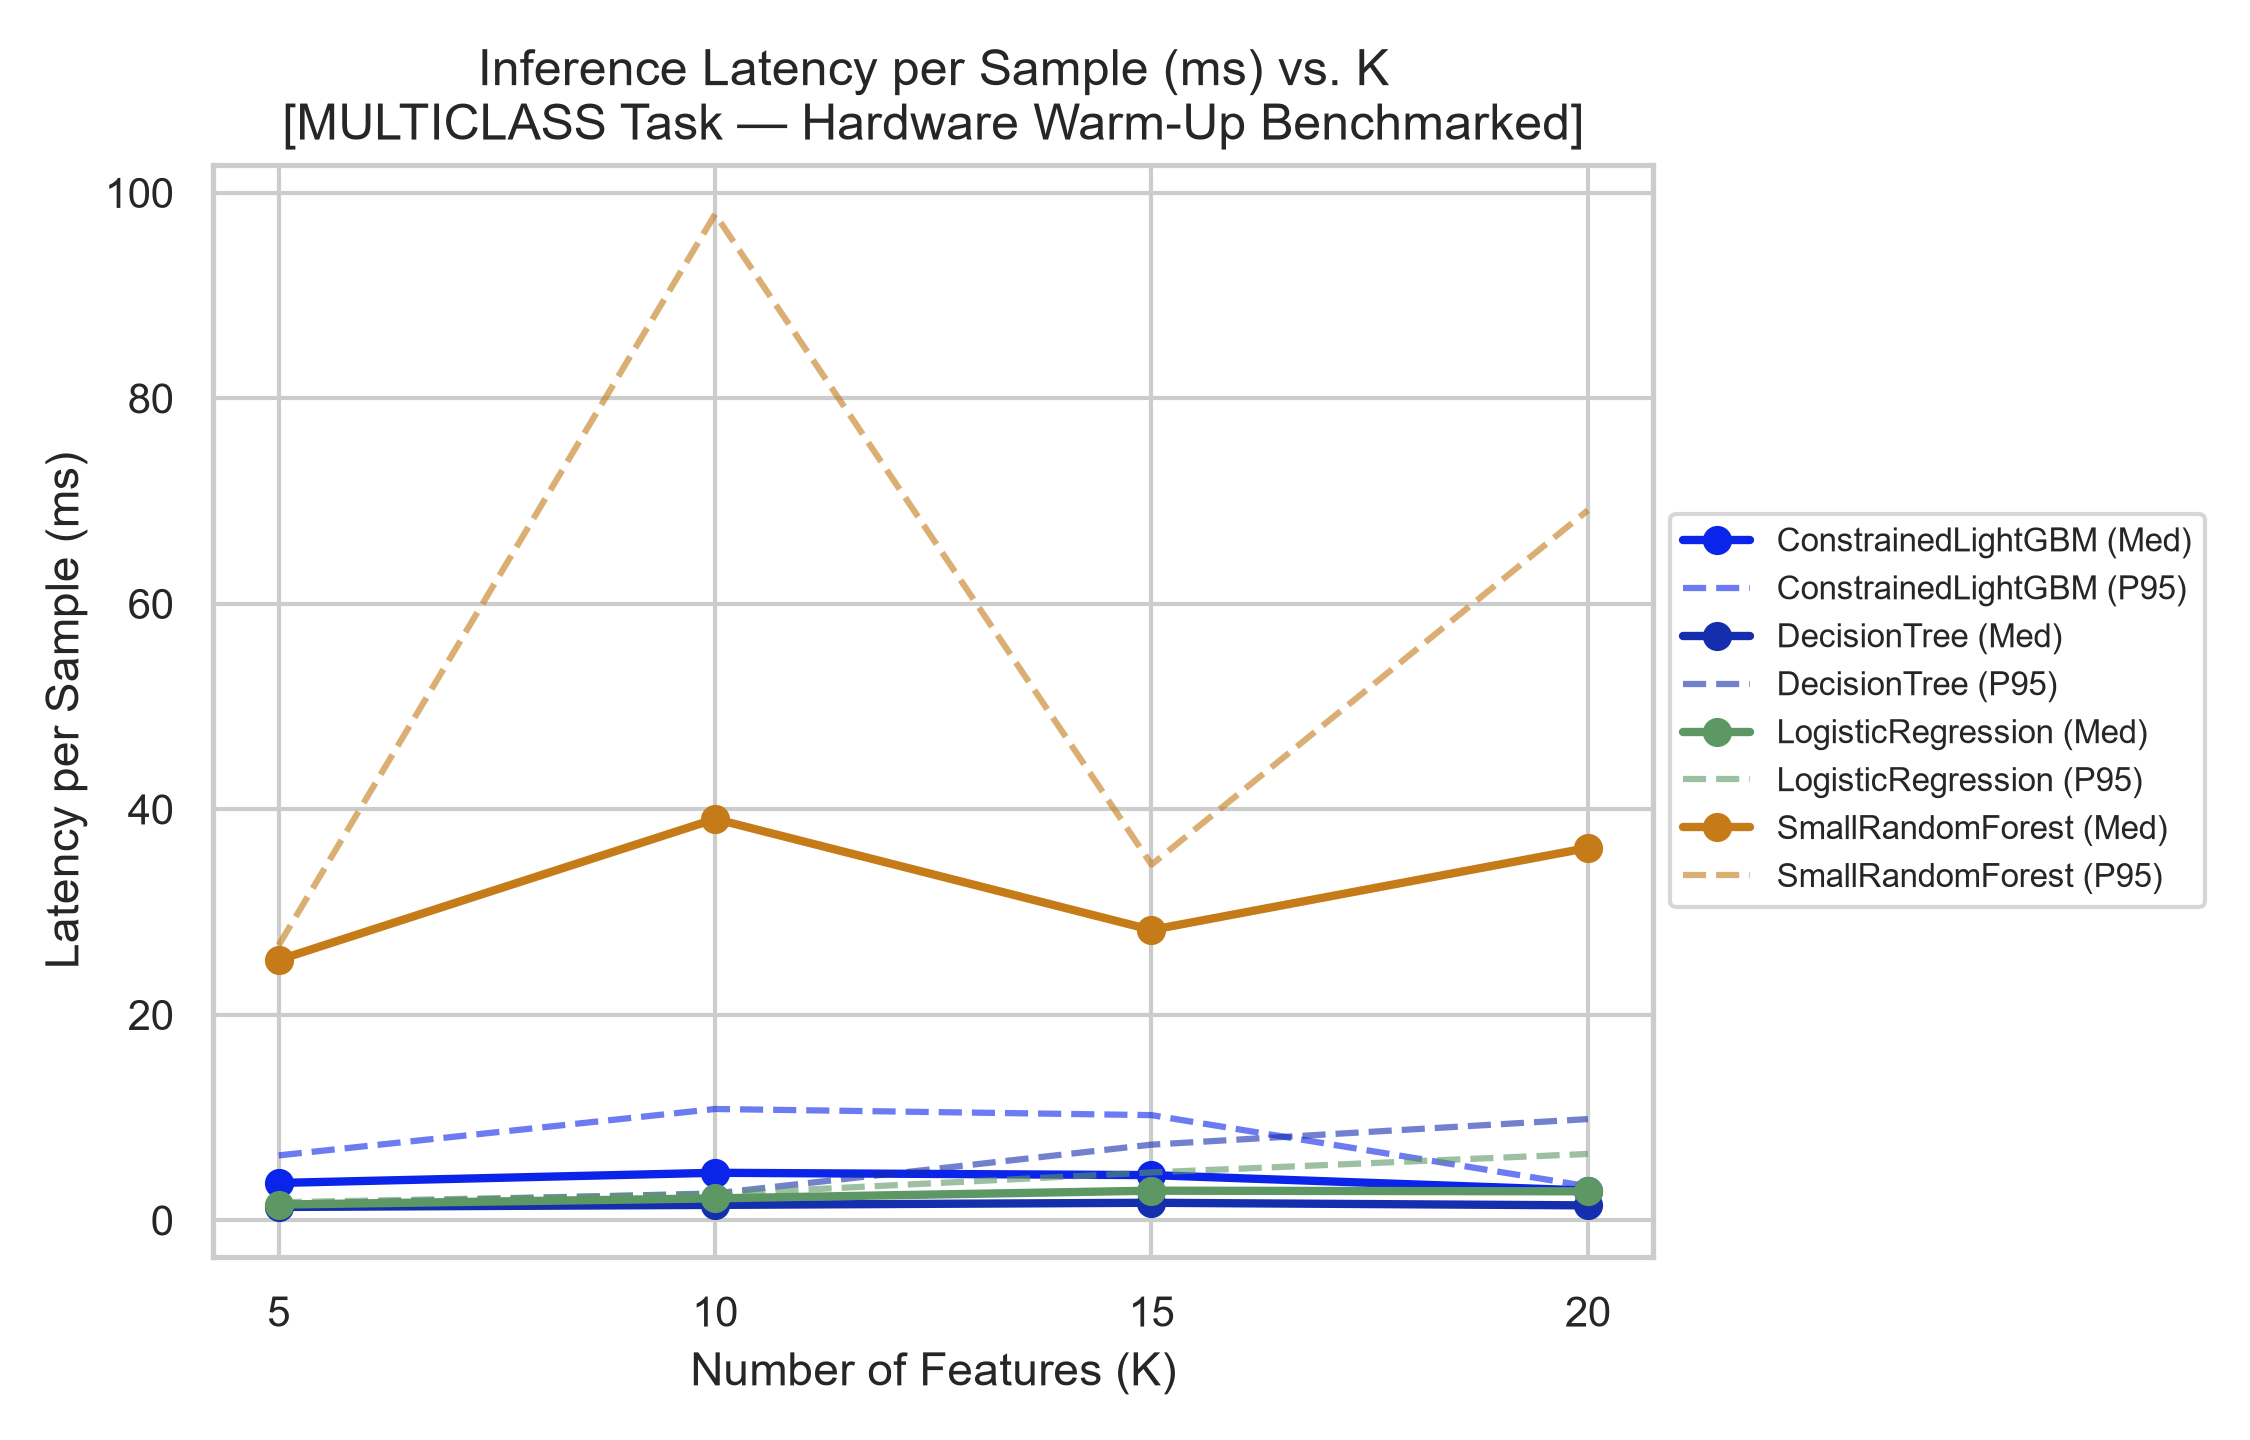 Inference Latency per Sample (ms) vs. K
[MULTICLASS Task — Hardware Warm-Up Benchmarked]
Latency per Sample (ms)
100
80
60
40
20
0
5
10
15
20
Number of Features (K)
ConstrainedLightGBM (Med)
ConstrainedLightGBM (P95)
DecisionTree (Med)
DecisionTree (P95)
LogisticRegression (Med)
LogisticRegression (P95)
SmallRandomForest (Med)
SmallRandomForest (P95)